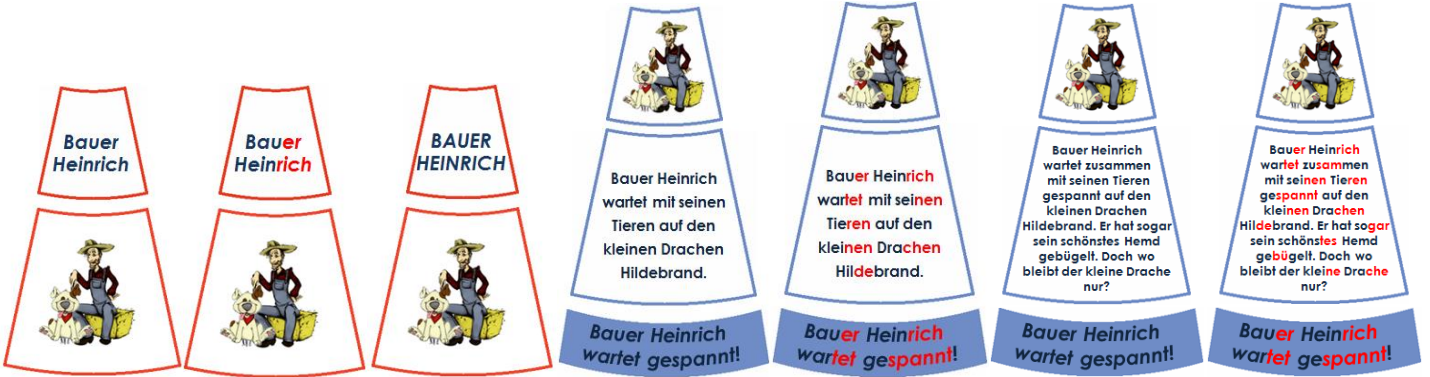 Bauer
Heinrich
Bauer
Heinrich
BAUER
HEINRICH
Bauer Heinrich
wartet mit seinen
Tieren auf den
kleinen Drachen
Hildebrand.
Bauer Heinrich
wartet gespannt!
Bauer Heinrich
wartet mit seinen
Tieren auf den
kleinen Drachen
Hildebrand.
Bauer Heinrich
wartet gespannt!
Bauer Heinrich
wartet zusammen
mit seinen Tieren
gespannt auf den
kleinen Drachen
Hildebrand. Er hat sogar
sein schönstes Hemd
gebügelt. Doch wo
bleibt der kleine Drache
nur?
Bauer Heinrich
wartet gespannt!
Bauer Heinrich
wartet zusammen
mit seinen Tieren
gespannt auf den
kleinen Drachen
Hildebrand. Er hat sogar
sein schönstes Hemd
gebügelt. Doch wo
bleibt der kleine Drache
nur?
Bauer Heinrich
wartet gespannt!